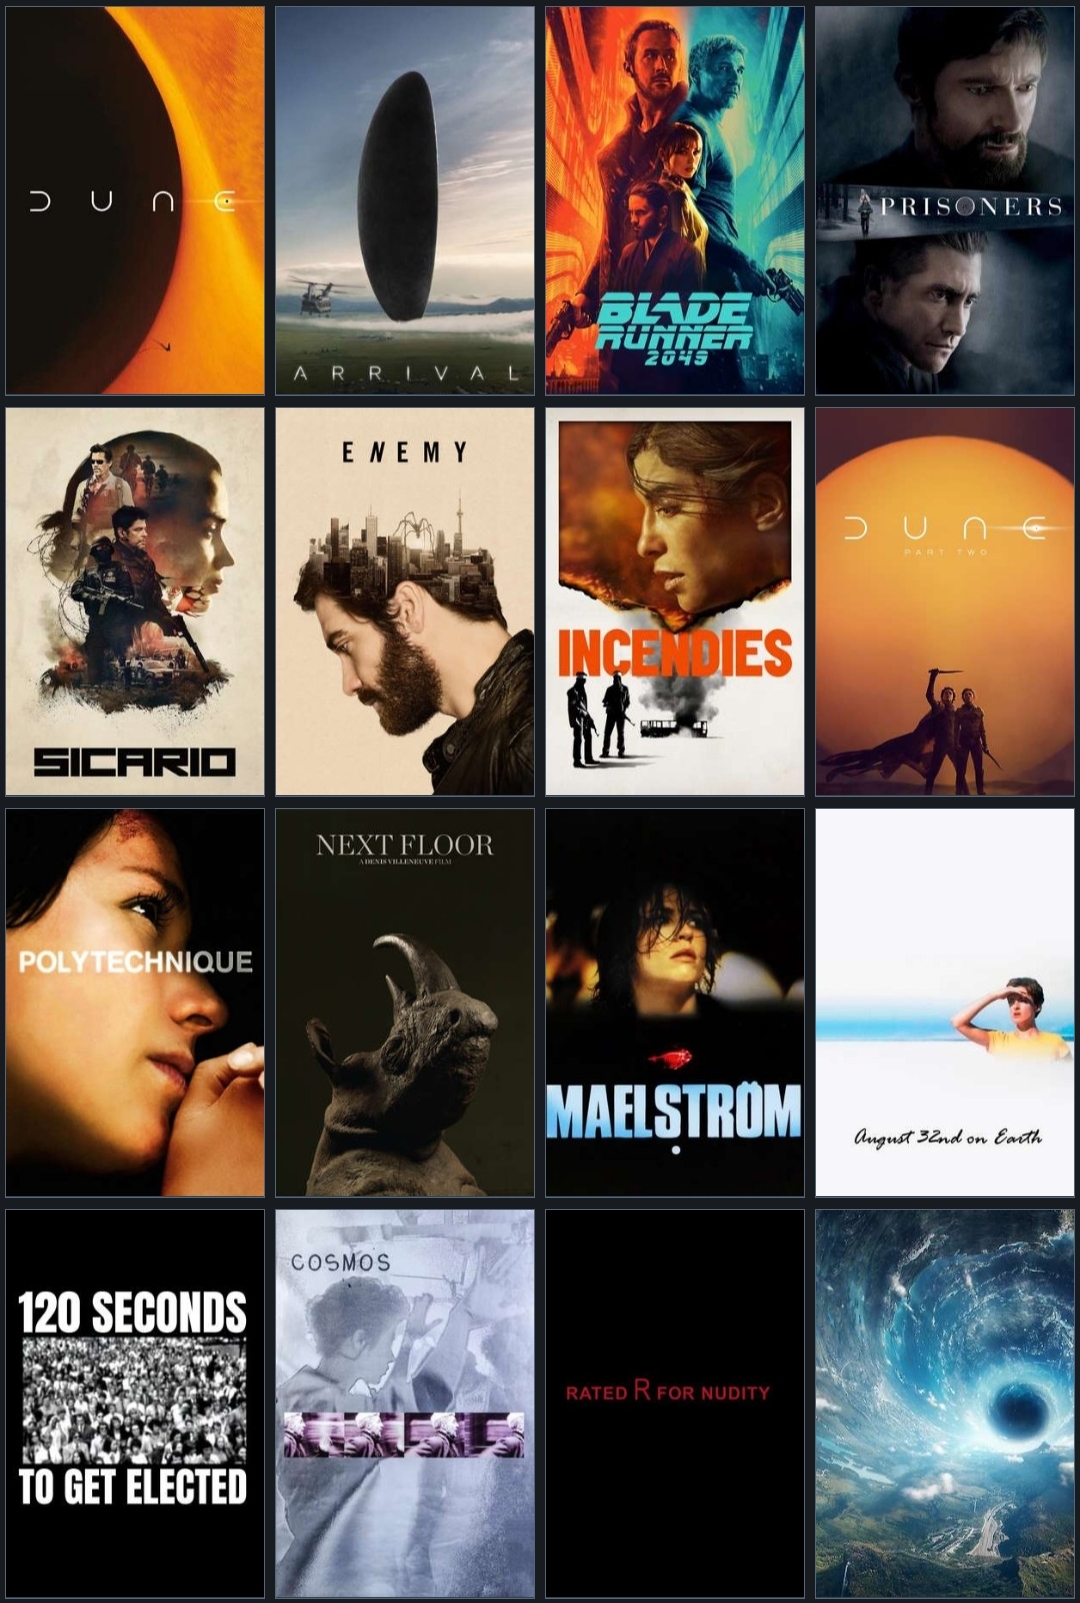 DUNE
ARRIVAL
BLADE
RUNNER
2049
PRISONERS
SICARIO
ENEMY
INCENDIES
DUNE
PART TWO
POLYTECHNIQUE
NEXT FLOOR
A DENIS VILLENEUVE FILM
MAELSTRÖM
August 32nd on Earth
120 SECONDS
TO GET ELECTED
COSMOS
RATED R FOR NUDITY